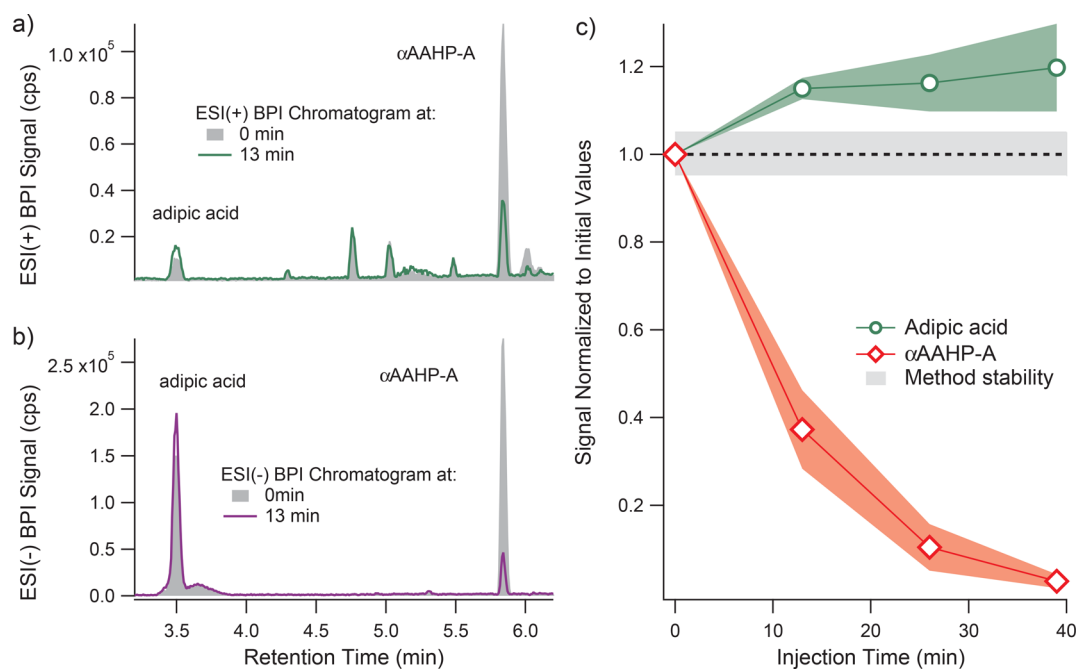 a)
ESI(+) BPI Signal (cps)
1.0 x10⁵
0.8
0.6
0.4
0.2
αAAHP-A
ESI(+) BPI Chromatogram at:
0 min
13 min
adipic acid
b)
ESI(-) BPI Signal (cps)
2.5 x10⁵
2.0
1.5
1.0
0.5
0.0
adipic acid
αAAHP-A
ESI(-) BPI Chromatogram at:
0min
13 min
3.5 4.0 4.5 5.0 5.5 6.0
Retention Time (min)
c)
Signal Normalized to Initial Values
1.2
1.0
0.8
0.6
0.4
0.2
Adipic acid
αAAHP-A
Method stability
0 10 20 30 40
Injection Time (min)